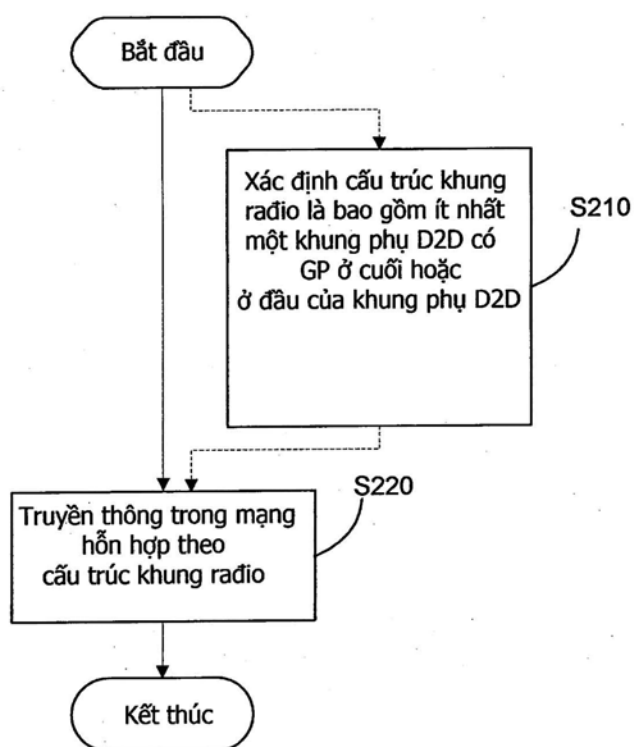 Bắt đầu
Xác định cấu trúc khung
rađio là bao gồm ít nhất
một khung phụ D2D có
GP ở cuối hoặc
ở đầu của khung phụ D2D
S210
S220
Truyền thông trong mạng
hỗn hợp theo
cấu trúc khung rađio
Kết thúc